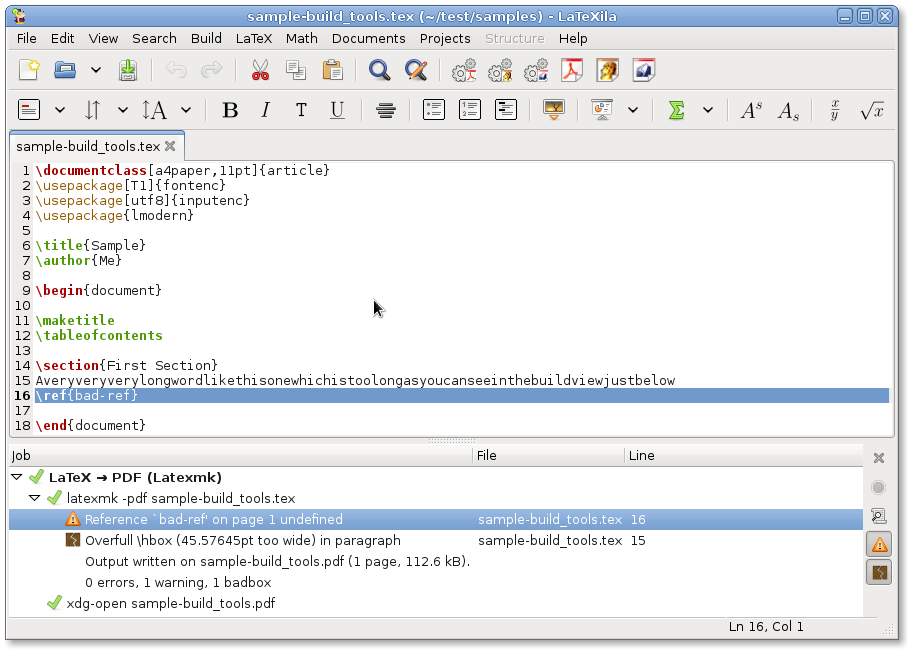 sample-build_tools.tex (~/test/samples) - LaTeXila
File Edit View Search Build LaTeX Math Documents Projects Structure Help
B I T U Aˢ Aₛ x/y √x
sample-build_tools.tex
1 \documentclass[a4paper,11pt]{article}
2 \usepackage[T1]{fontenc}
3 \usepackage[utf8]{inputenc}
4 \usepackage{lmodern}
5
6 \title{Sample}
7 \author{Me}
8
9 \begin{document}
10
11 \maketitle
12 \tableofcontents
13
14 \section{First Section}
15 Averyveryverylongwordlikethisonewhichistoolongasyoucanseeinthebuildviewjustbelow
16 \ref{bad-ref}
17
18 \end{document}
Job File Line
LaTeX → PDF (Latexmk)
latexmk -pdf sample-build_tools.tex
Reference `bad-ref' on page 1 undefined sample-build_tools.tex 16
Overfull \hbox (45.57645pt too wide) in paragraph sample-build_tools.tex 15
Output written on sample-build_tools.pdf (1 page, 112.6 kB).
0 errors, 1 warning, 1 badbox
xdg-open sample-build_tools.pdf
Ln 16, Col 1